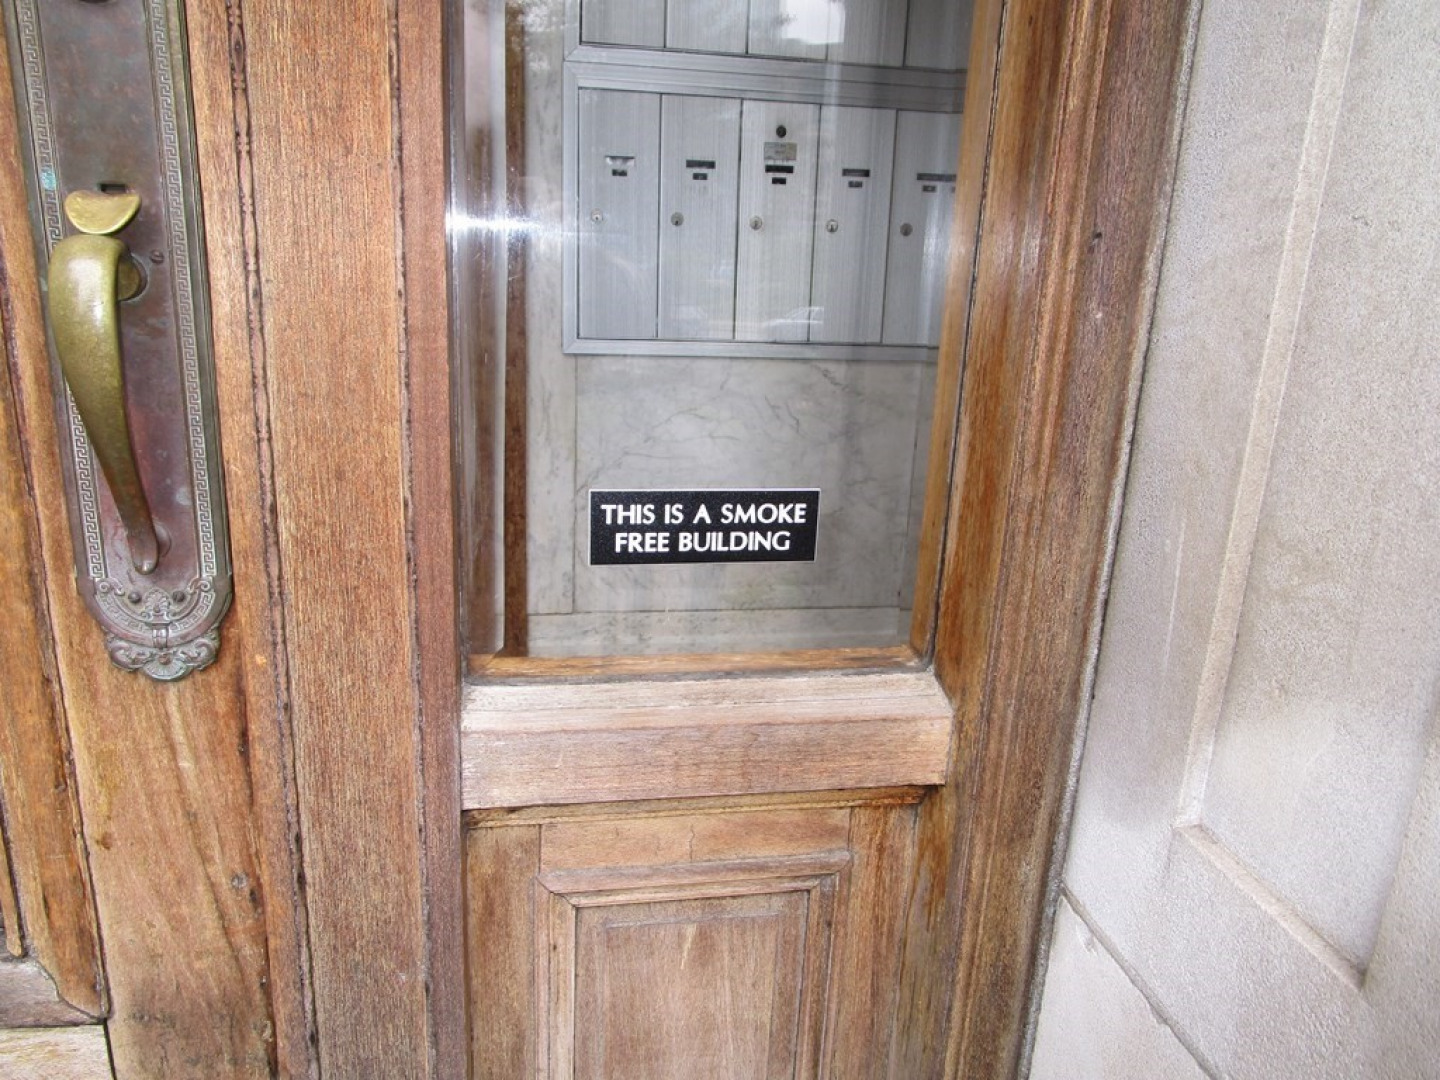 THIS IS A SMOKE
FREE BUILDING